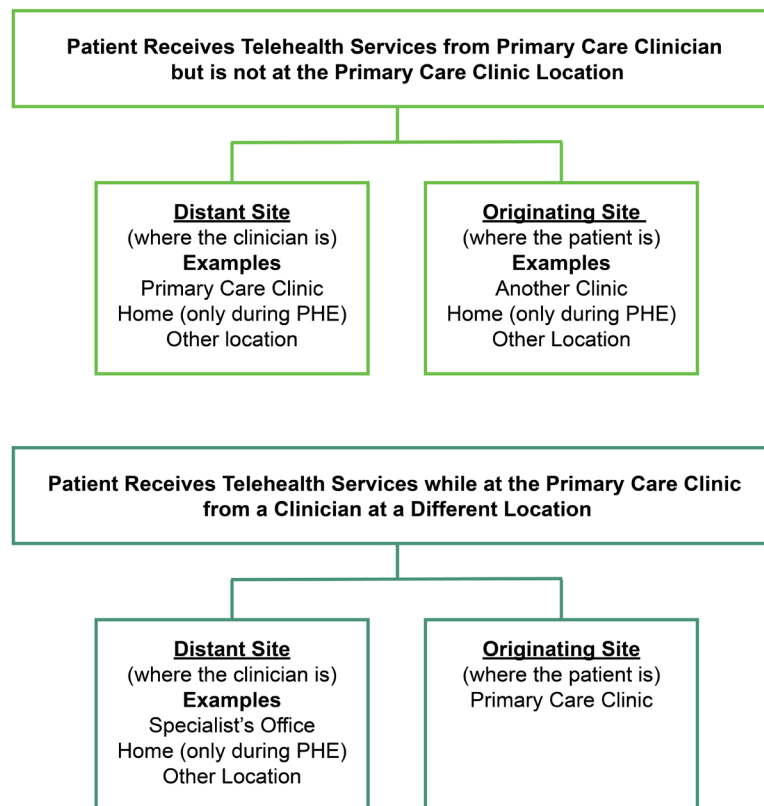 Patient Receives Telehealth Services from Primary Care Clinician
but is not at the Primary Care Clinic Location
Distant Site
(where the clinician is)
Examples
Primary Care Clinic
Home (only during PHE)
Other location
Originating Site
(where the patient is)
Examples
Another Clinic
Home (only during PHE)
Other Location
Patient Receives Telehealth Services while at the Primary Care Clinic
from a Clinician at a Different Location
Distant Site
(where the clinician is)
Examples
Specialist’s Office
Home (only during PHE)
Other Location
Originating Site
(where the patient is)
Primary Care Clinic